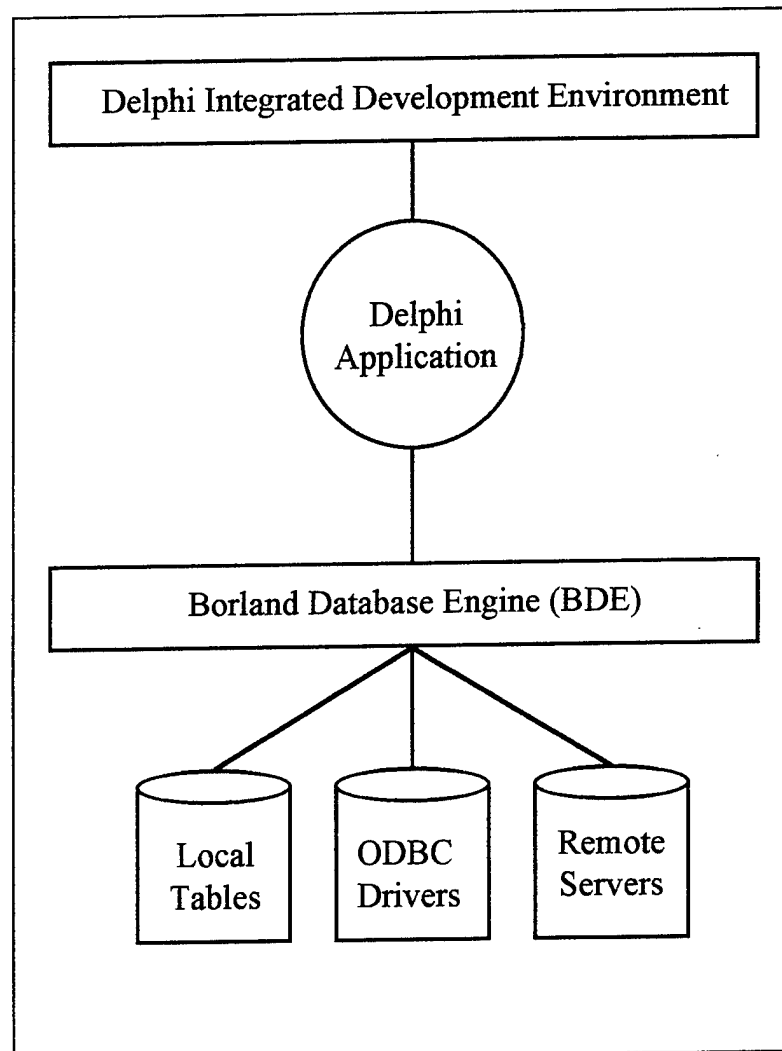 Delphi Integrated Development Environment
Delphi
Application
Borland Database Engine (BDE)
Local
Tables
ODBC
Drivers
Remote
Servers